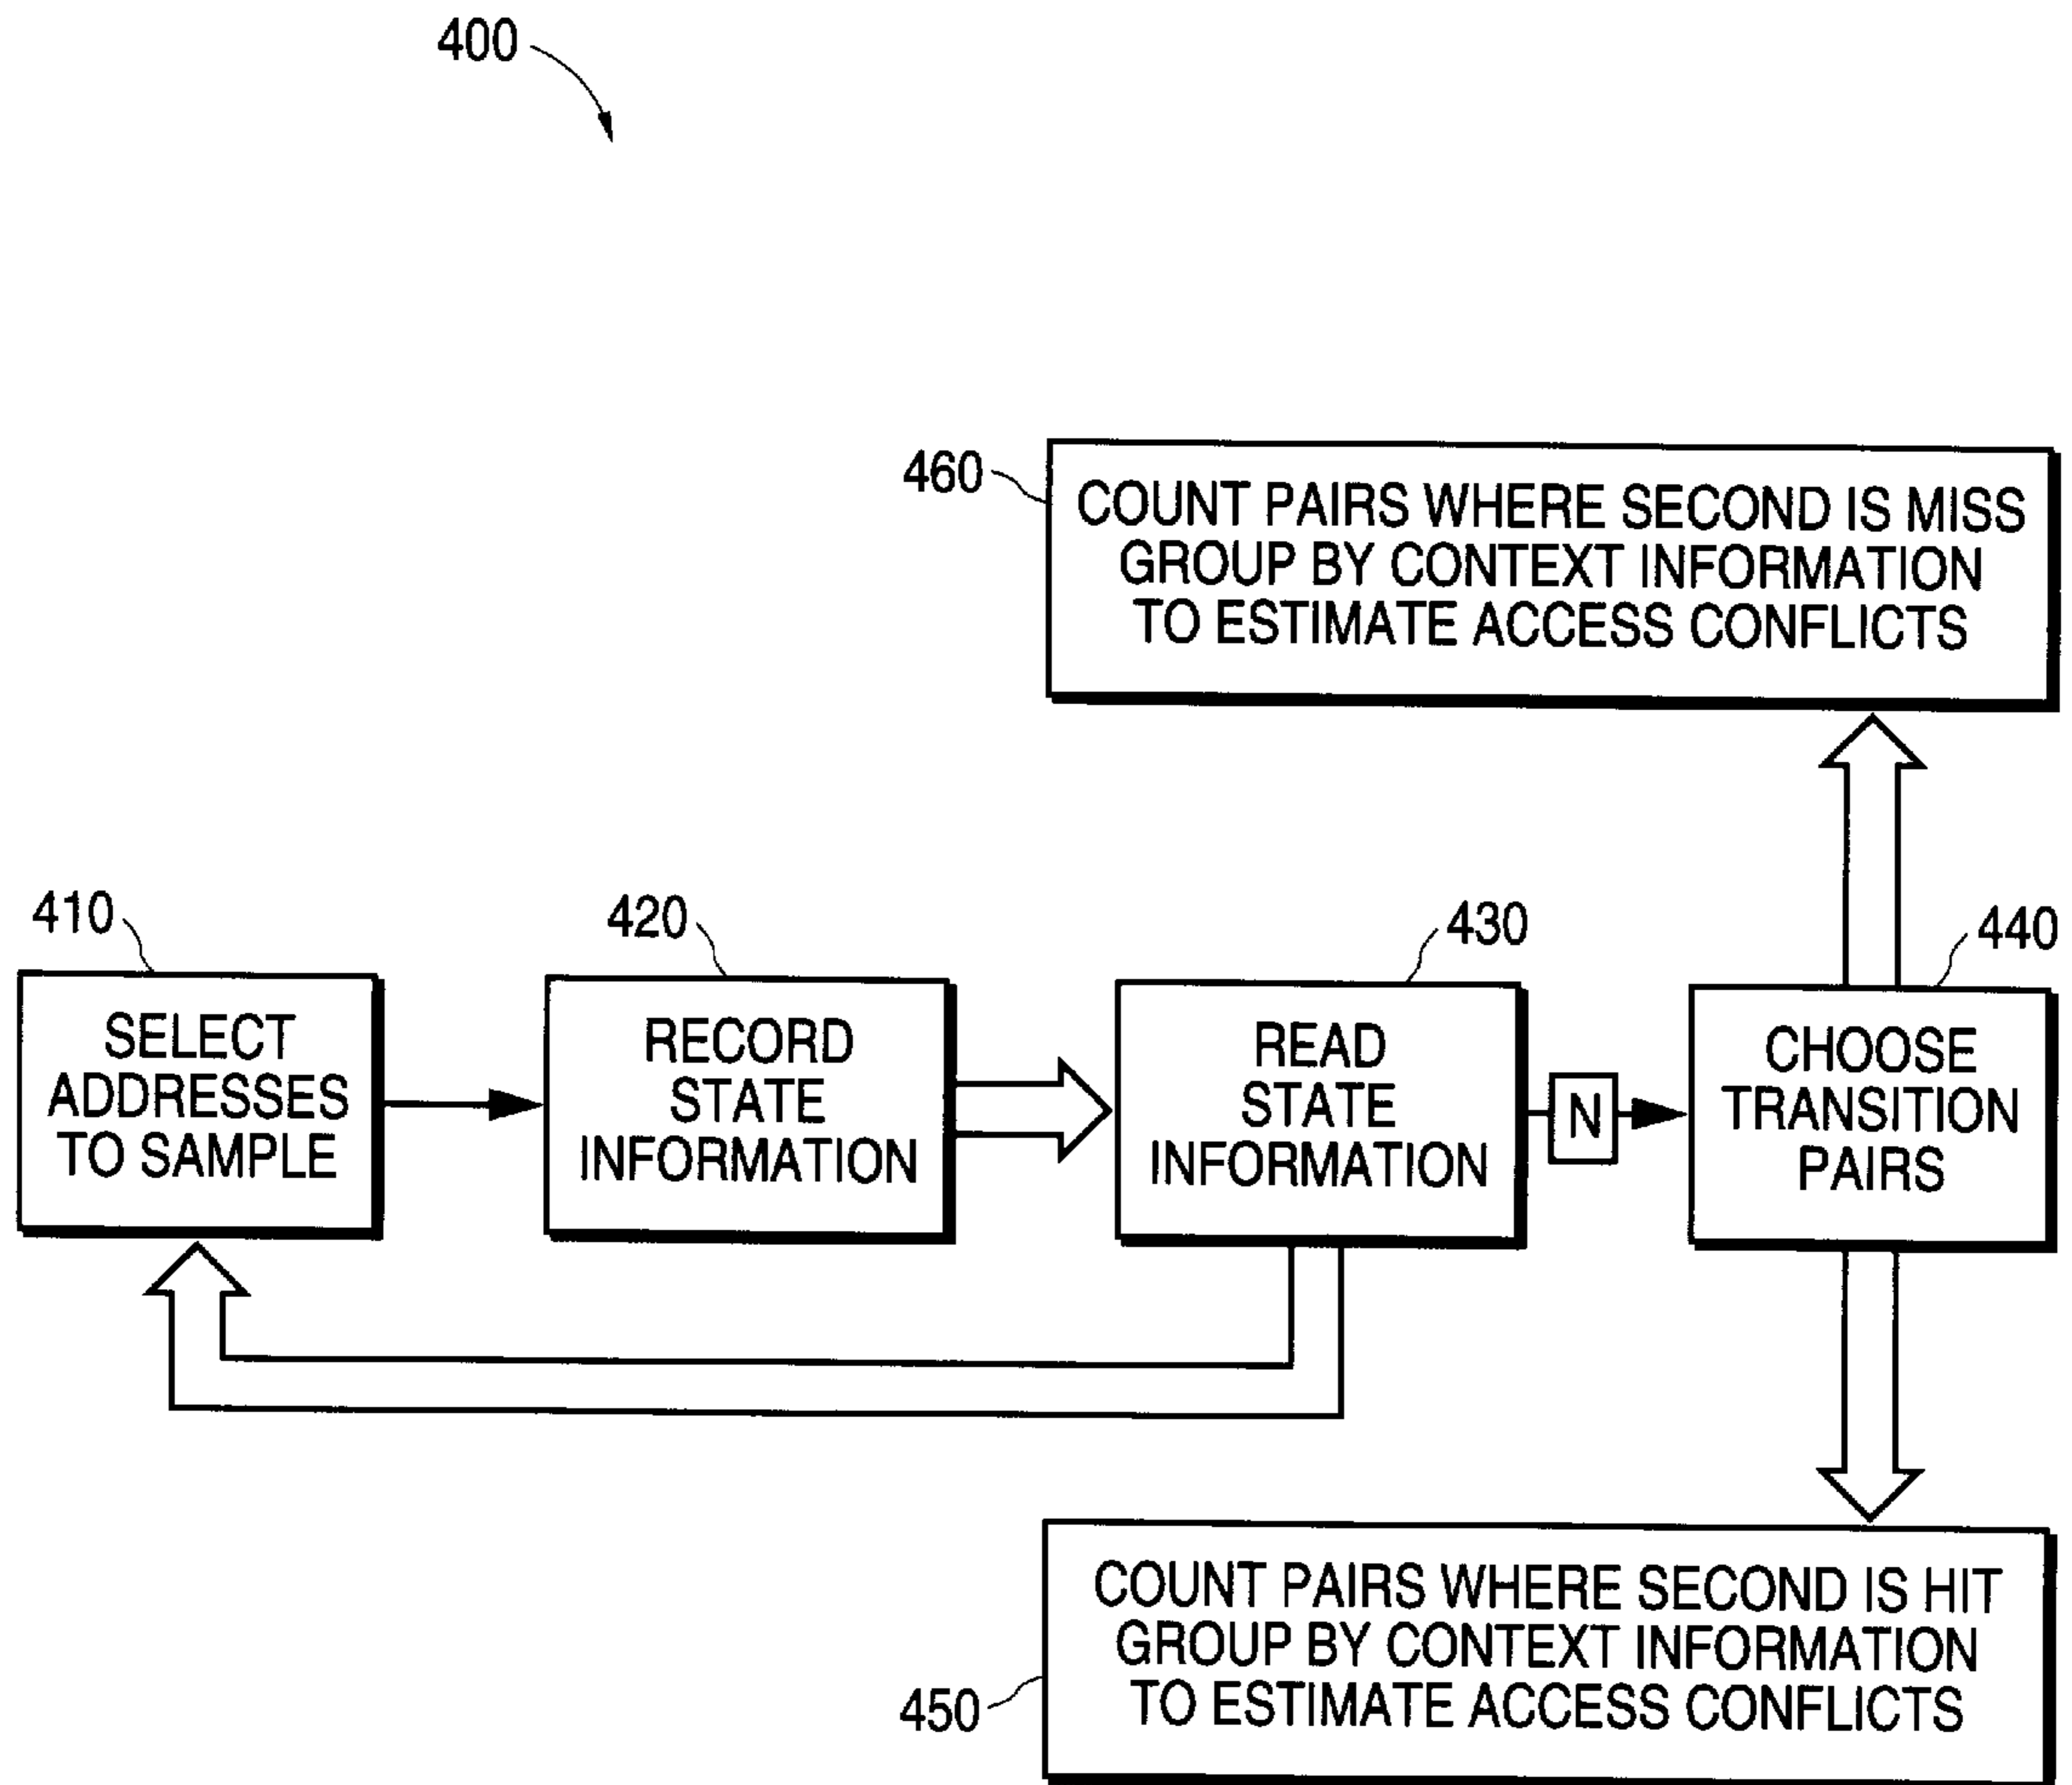 400
460
COUNT PAIRS WHERE SECOND IS MISS
GROUP BY CONTEXT INFORMATION
TO ESTIMATE ACCESS CONFLICTS
410
SELECT
ADDRESSES
TO SAMPLE
420
RECORD
STATE
INFORMATION
430
READ
STATE
INFORMATION
N
440
CHOOSE
TRANSITION
PAIRS
450
COUNT PAIRS WHERE SECOND IS HIT
GROUP BY CONTEXT INFORMATION
TO ESTIMATE ACCESS CONFLICTS